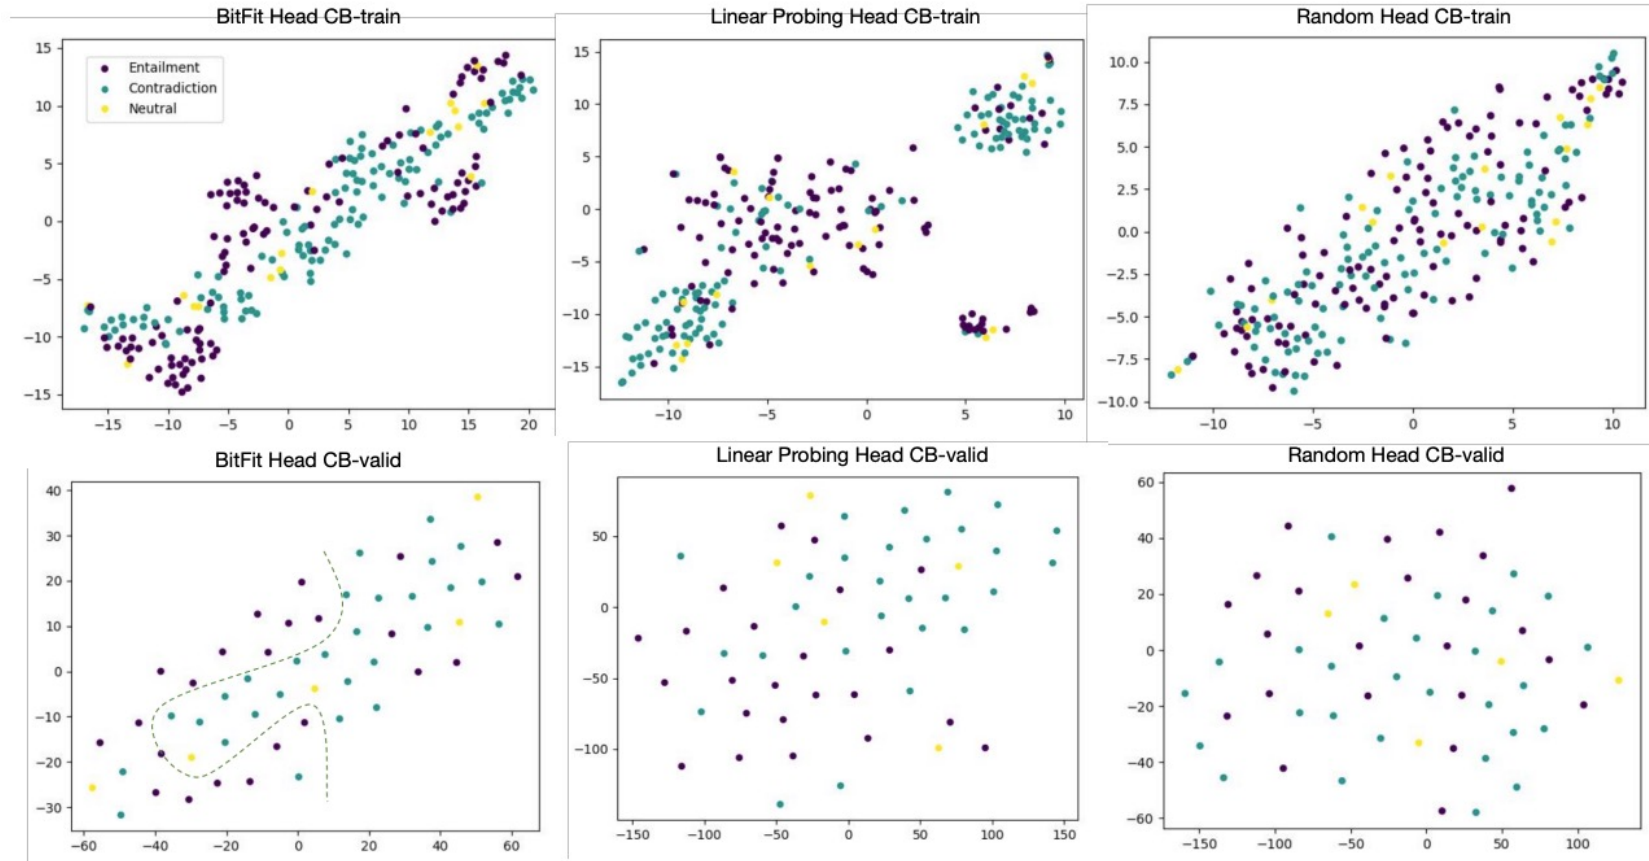 BitFit Head CB-train
15
10
5
0
−5
−10
−15
−15 −10 −5 0 5 10 15 20
Entailment
Contradiction
Neutral
Linear Probing Head CB-train
15
10
5
0
−5
−10
−15
−10 −5 0 5 10
Random Head CB-train
10.0
7.5
5.0
2.5
0.0
−2.5
−5.0
−7.5
−10.0
−10 −5 0 5 10
BitFit Head CB-valid
40
30
20
10
0
−10
−20
−30
−60 −40 −20 0 20 40 60
Linear Probing Head CB-valid
50
0
−50
−100
−150 −100 −50 0 50 100 150
Random Head CB-valid
60
40
20
0
−20
−40
−60
−150 −100 −50 0 50 100